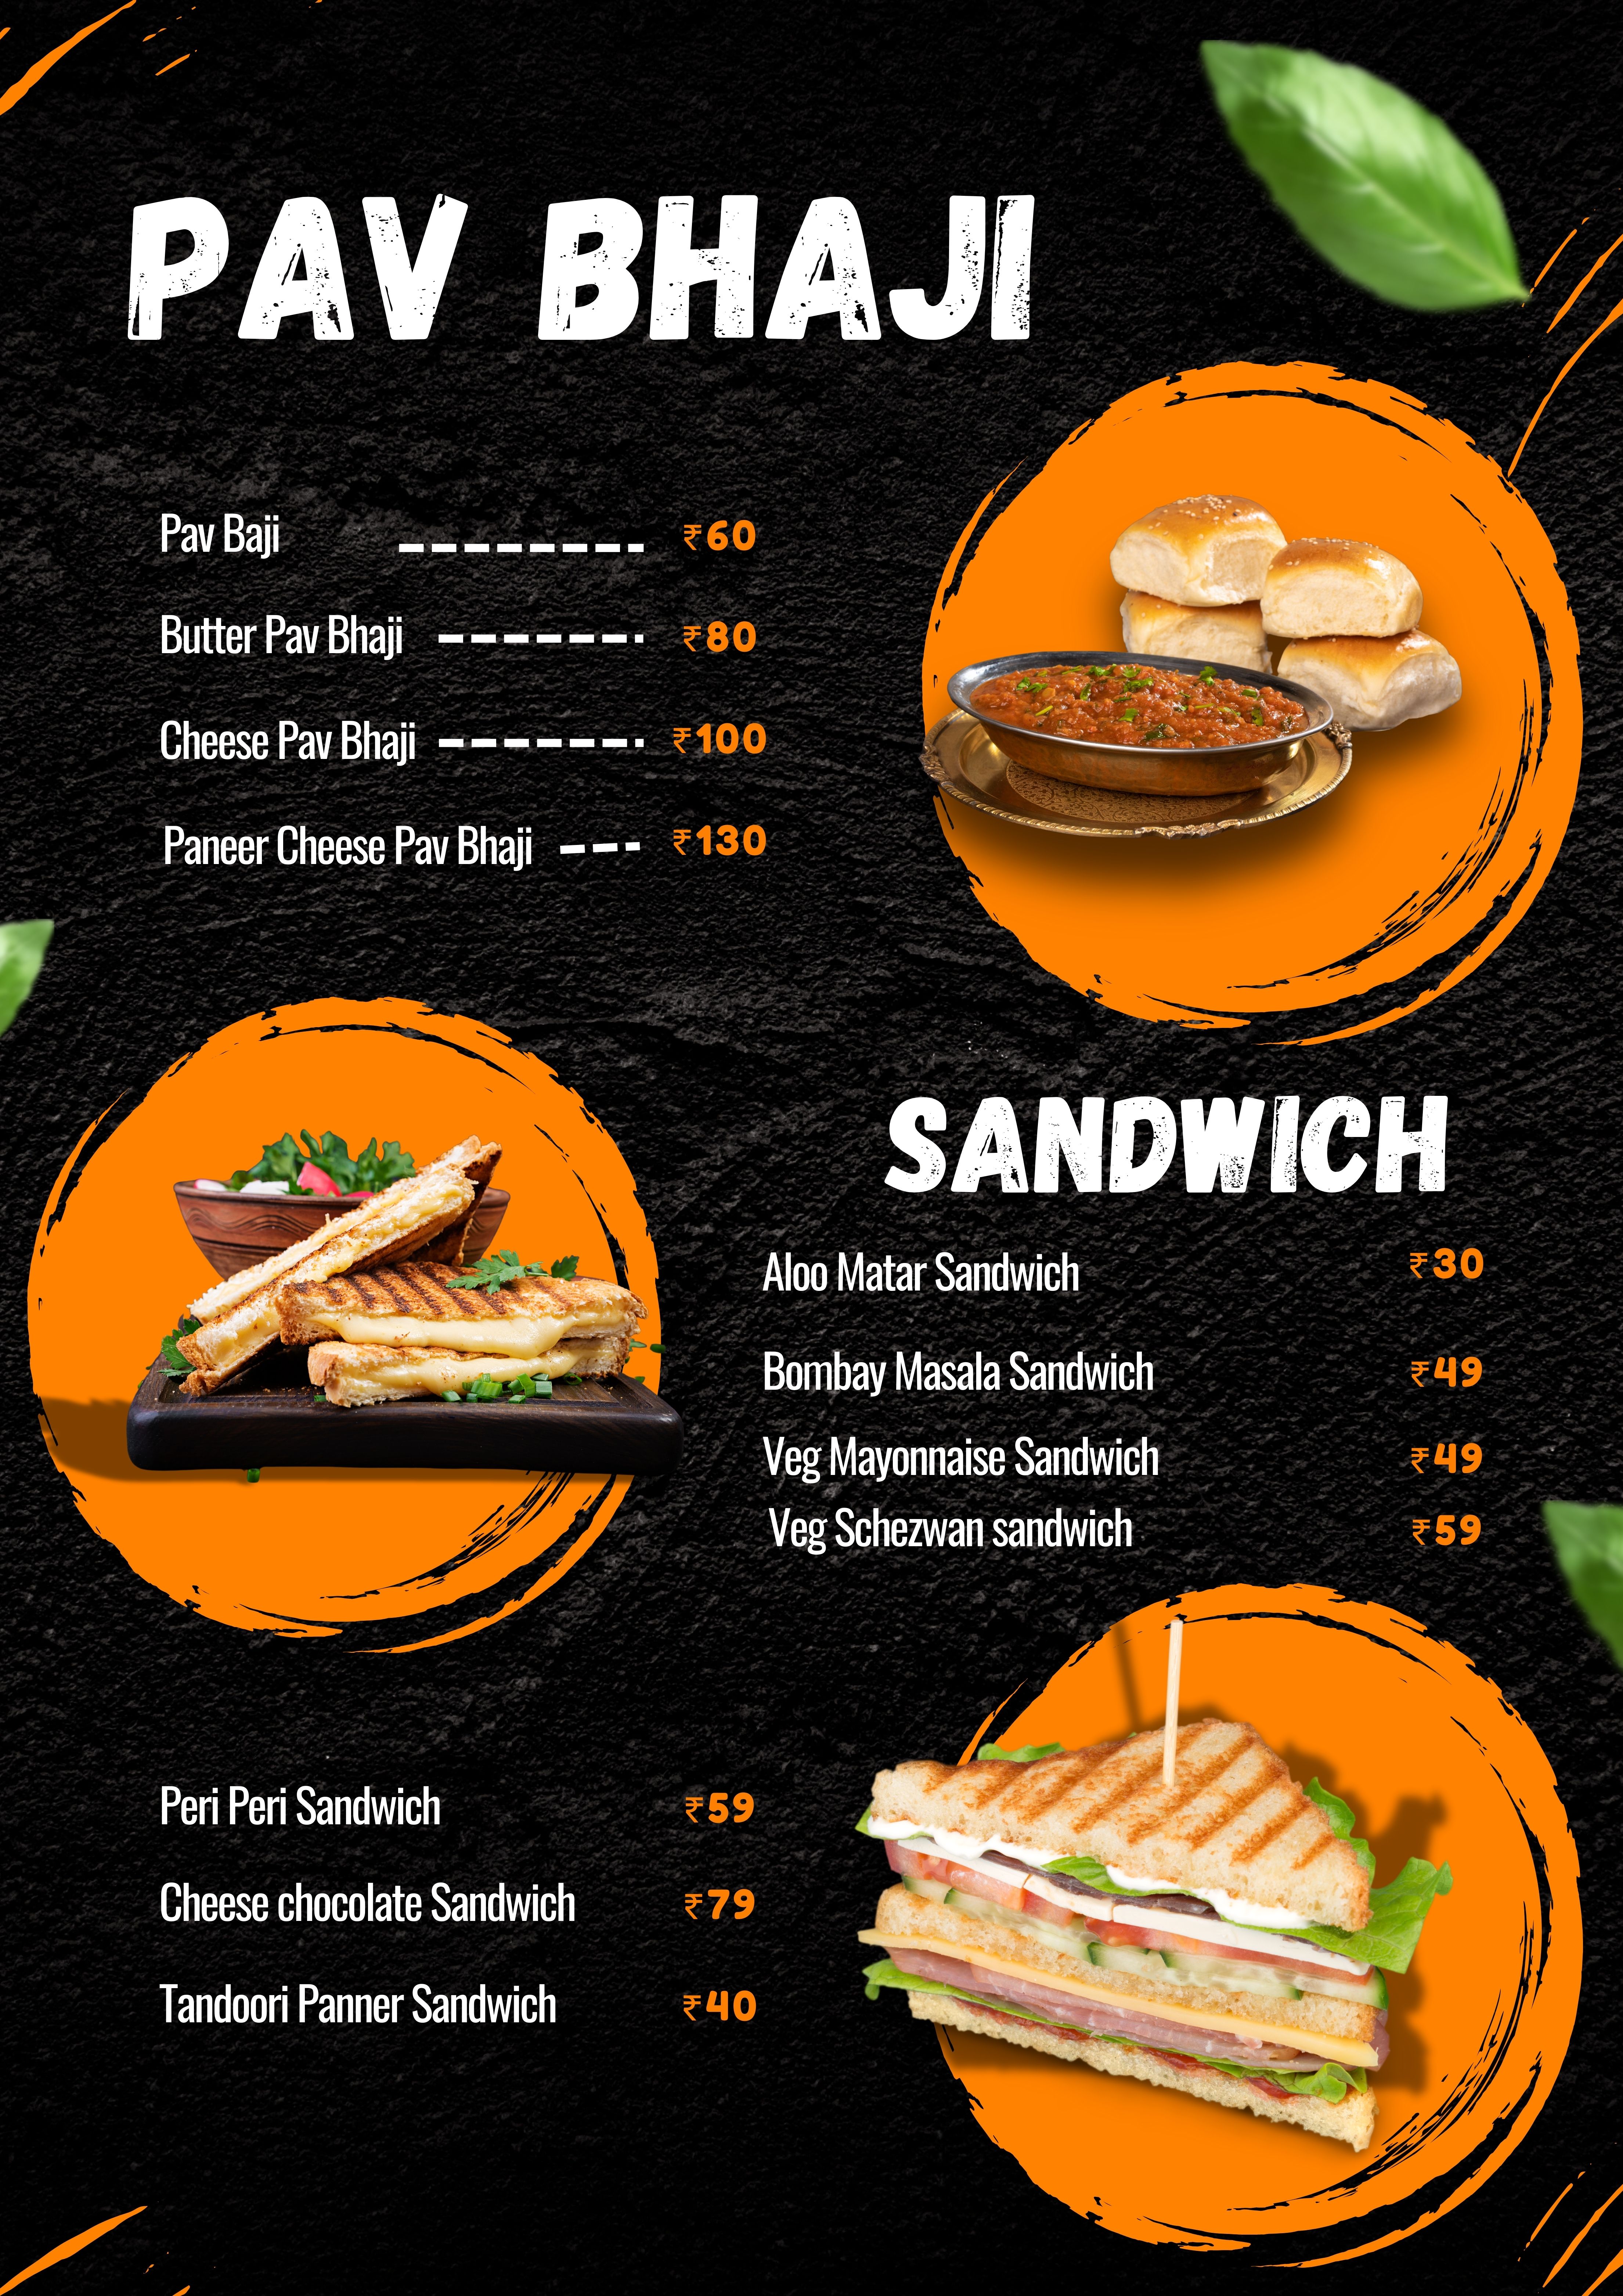 PAV BHAJI
Pav Baji ₹60
Butter Pav Bhaji ₹80
Cheese Pav Bhaji ₹100
Paneer Cheese Pav Bhaji ₹130
SANDWICH
Aloo Matar Sandwich ₹30
Bombay Masala Sandwich ₹49
Veg Mayonnaise Sandwich ₹49
Veg Schezwan sandwich ₹59
Peri Peri Sandwich ₹59
Cheese chocolate Sandwich ₹79
Tandoori Panner Sandwich ₹40